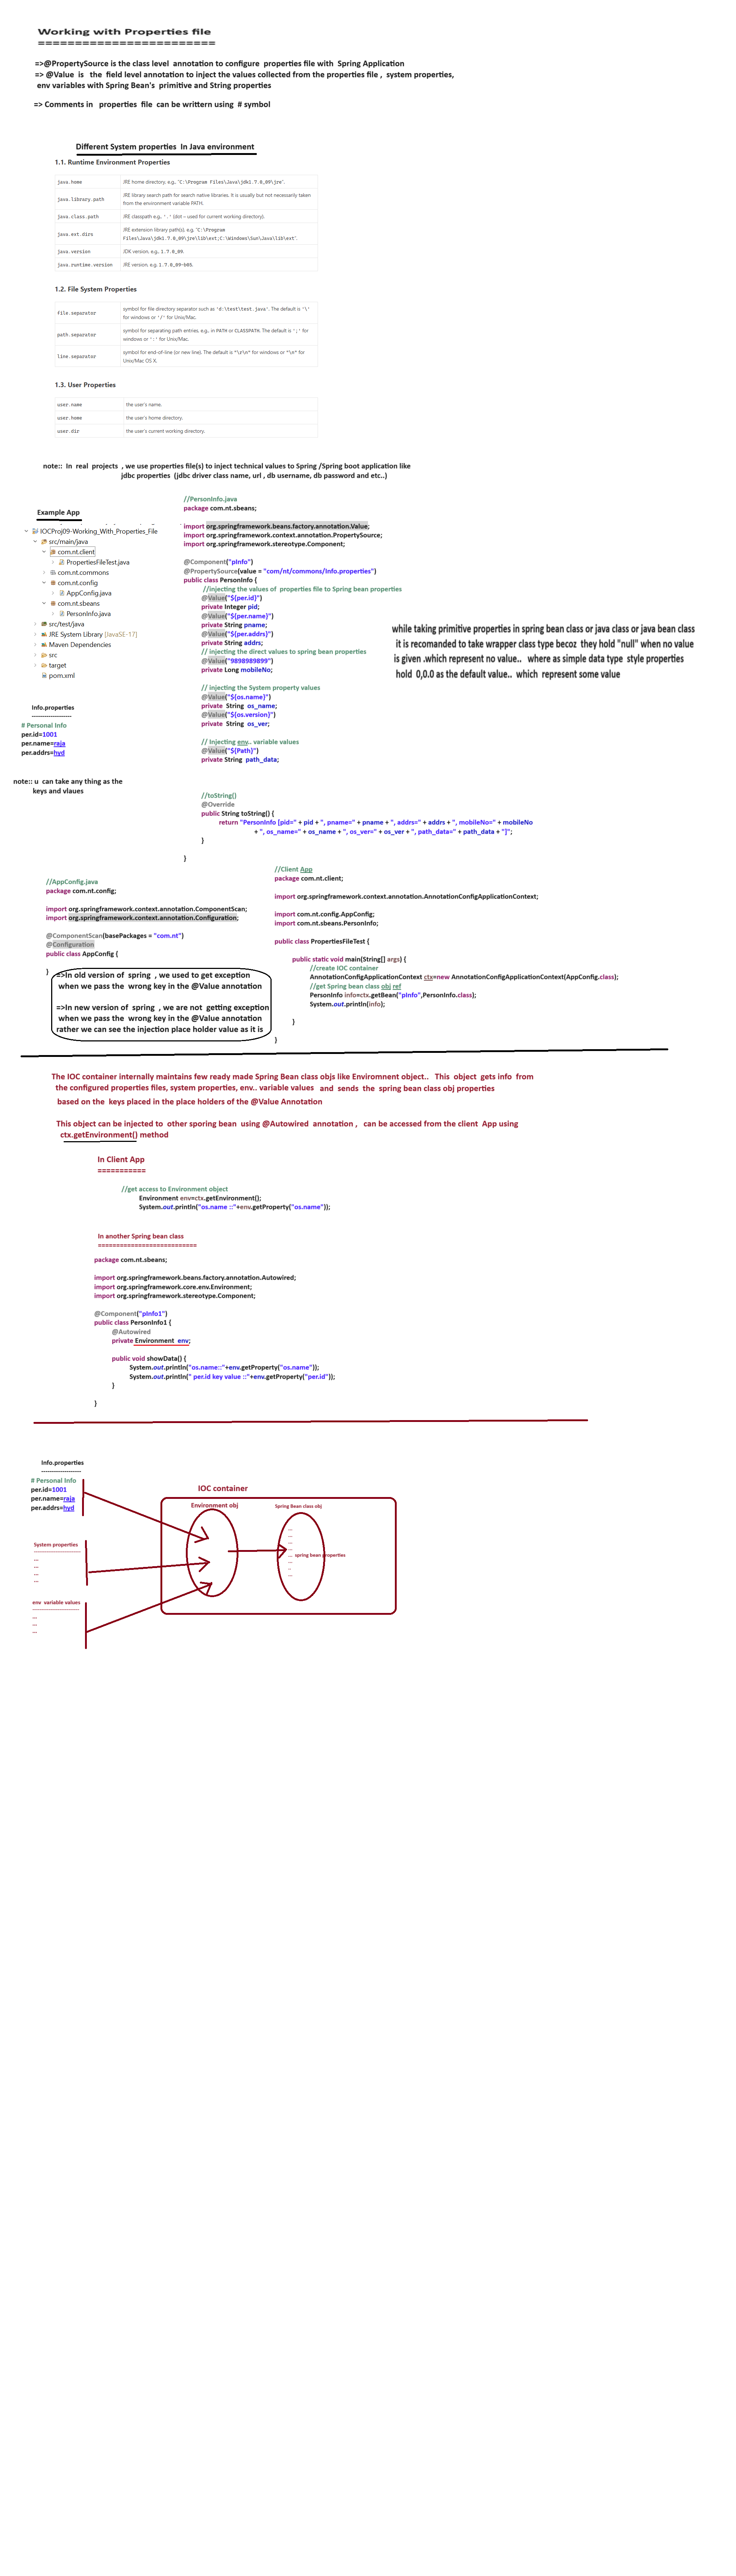 Working with Properties file
========================
=>@PropertySource is the class level  annotation to configure  properties file with  Spring Application
=> @Value  is   the  field level annotation to inject the values collected from the properties file ,  system properties,
env variables with Spring Bean's  primitive and String properties
=> Comments in   properties  file  can be writtern using  # symbol
Different System properties  In Java environment
1.1. Runtime Environment Properties
java.home JRE home directory, e.g., 'C:\Program Files\Java\jdk1.7.0_09\jre'.
java.library.path JRE library search path for search native libraries. It is usually but not necessarily taken
from the environment variable PATH.
java.class.path JRE classpath e.g., '.' (dot – used for current working directory).
java.ext.dirs JRE extension library path(s), e.g, 'C:\Program
Files\Java\jdk1.7.0_09\jre\lib\ext;C:\Windows\Sun\Java\lib\ext'.
java.version JDK version, e.g., 1.7.0_09.
java.runtime.version JRE version, e.g. 1.7.0_09-b05.
1.2. File System Properties
file.separator symbol for file directory separator such as 'd:\test\test.java'. The default is '\'
for windows or '/' for Unix/Mac.
path.separator symbol for separating path entries, e.g., in PATH or CLASSPATH. The default is ';' for
windows or ':' for Unix/Mac.
line.separator symbol for end-of-line (or new line). The default is "\r\n" for windows or "\n" for
Unix/Mac OS X.
1.3. User Properties
user.name the user's name.
user.home the user's home directory.
user.dir the user's current working directory.
note::  In  real  projects  , we use properties file(s) to inject technical values to Spring /Spring boot application like
jdbc properties  (jdbc driver class name, url , db username, db password and etc..)
Example App
IOCProj09-Working_With_Properties_File
src/main/java
com.nt.client
PropertiesFileTest.java
com.nt.commons
com.nt.config
AppConfig.java
com.nt.sbeans
PersonInfo.java
src/test/java
JRE System Library [JavaSE-17]
Maven Dependencies
src
target
pom.xml
Info.properties
------------------
# Personal Info
per.id=1001
per.name=raja
per.addrs=hyd
note:: u  can take any thing as the
keys and vlaues
//PersonInfo.java
package com.nt.sbeans;
import org.springframework.beans.factory.annotation.Value;
import org.springframework.context.annotation.PropertySource;
import org.springframework.stereotype.Component;
@Component("pInfo")
@PropertySource(value = "com/nt/commons/Info.properties")
public class PersonInfo {
//injecting the values of  properties file to Spring bean properties
@Value("${per.id}")
private Integer pid;
@Value("${per.name}")
private String pname;
@Value("${per.addrs}")
private String addrs;
// injecting the direct values to spring bean properties
@Value("9898989899")
private Long mobileNo;
// injecting the System property values
@Value("${os.name}")
private  String  os_name;
@Value("${os.version}")
private  String  os_ver;
// Injecting env.. variable values
@Value("${Path}")
private String  path_data;
//toString()
@Override
public String toString() {
return "PersonInfo [pid=" + pid + ", pname=" + pname + ", addrs=" + addrs + ", mobileNo=" + mobileNo
+ ", os_name=" + os_name + ", os_ver=" + os_ver + ", path_data=" + path_data + "]";
}
}
while taking primitive properties in spring bean class or java class or java bean class
it is recomanded to take wrapper class type becoz  they hold "null" when no value
is given .which represent no value..  where as simple data type  style properties
hold  0,0.0 as the default value..  which  represent some value
//AppConfig.java
package com.nt.config;
import org.springframework.context.annotation.ComponentScan;
import org.springframework.context.annotation.Configuration;
@ComponentScan(basePackages = "com.nt")
@Configuration
public class AppConfig {
}
=>In old version of  spring  , we used to get exception
when we pass the  wrong key in the @Value annotation
=>In new version of  spring  , we are not  getting exception
when we pass the  wrong key in the @Value annotation
rather we can see the injection place holder value as it is
//Client App
package com.nt.client;
import org.springframework.context.annotation.AnnotationConfigApplicationContext;
import com.nt.config.AppConfig;
import com.nt.sbeans.PersonInfo;
public class PropertiesFileTest {
public static void main(String[] args) {
//create IOC container
AnnotationConfigApplicationContext ctx=new AnnotationConfigApplicationContext(AppConfig.class);
//get Spring bean class obj ref
PersonInfo info=ctx.getBean("pInfo",PersonInfo.class);
System.out.println(info);
}
}
The IOC container internally maintains few ready made Spring Bean class objs like Enviromnent object..   This  object  gets info  from
the configured properties files, system properties, env.. variable values   and  sends  the  spring bean class obj properties
based on the  keys placed in the place holders of the @Value Annotation
This object can be injected to  other sporing bean  using @Autowired  annotation ,   can be accessed from the client  App using
ctx.getEnvironment() method
In Client App
===========
//get access to Environment object
Environment env=ctx.getEnvironment();
System.out.println("os.name ::"+env.getProperty("os.name"));
In another Spring bean class
===========================
package com.nt.sbeans;
import org.springframework.beans.factory.annotation.Autowired;
import org.springframework.core.env.Environment;
import org.springframework.stereotype.Component;
@Component("pInfo1")
public class PersonInfo1 {
@Autowired
private Environment  env;
public void showData() {
System.out.println("os.name::"+env.getProperty("os.name"));
System.out.println(" per.id key value ::"+env.getProperty("per.id"));
}
}
Info.properties
------------------
# Personal Info
per.id=1001
per.name=raja
per.addrs=hyd
System properties
-----------------------
...
...
...
...
env  variable values
-----------------------
...
...
...
IOC container
Environment obj
Spring Bean class obj
...
...
...
...
... spring bean properties
...
..
...